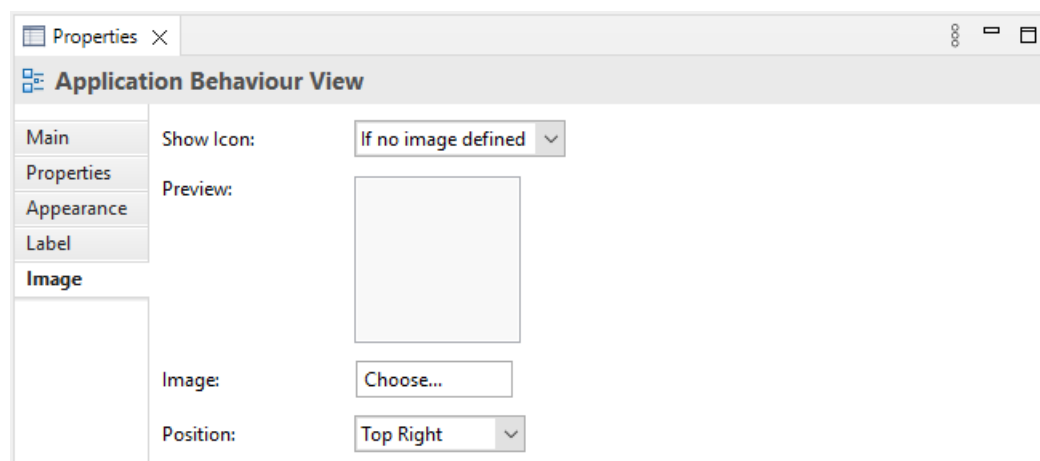 Properties
Application Behaviour View
Main
Properties
Appearance
Label
Image
Show Icon: If no image defined
Preview:
Image: Choose...
Position: Top Right